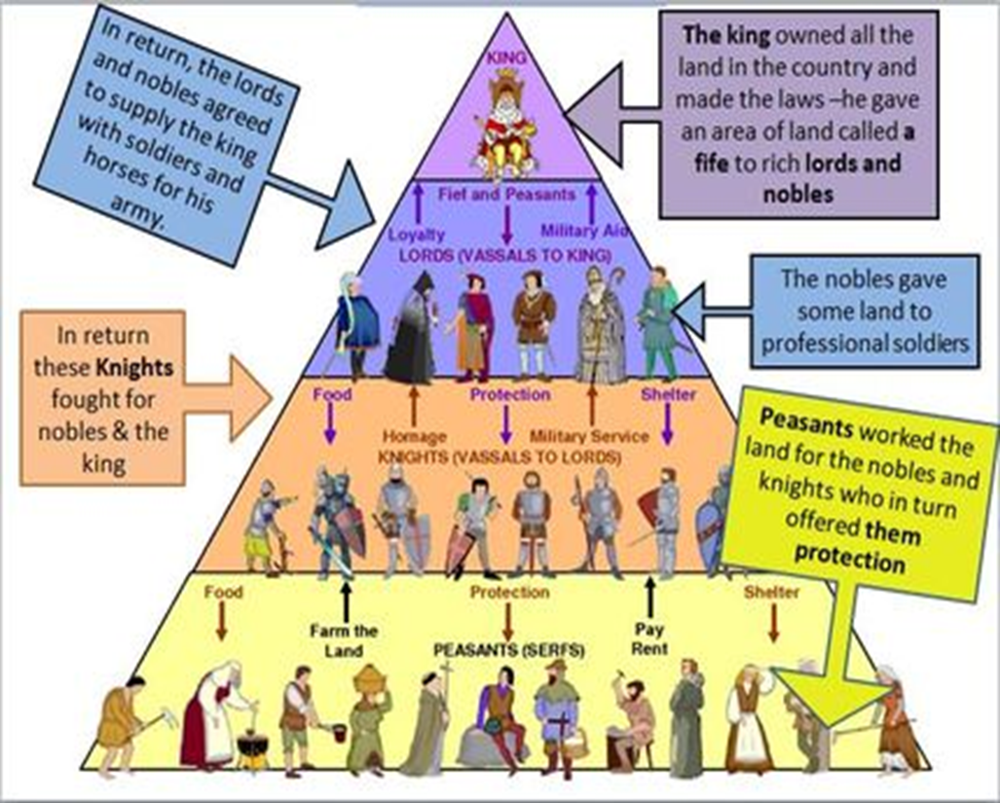 In return, the lords
and nobles agreed
to supply the king
with soldiers and
horses for his
army.
KING
The king owned all the
land in the country and
made the laws –he gave
an area of land called a
fife to rich lords and
nobles
Fief and Peasants
Loyalty
Military Aid
LORDS (VASSALS TO KING)
The nobles gave
some land to
professional soldiers
In return
these Knights
fought for
nobles & the
king
Food
Protection
Shelter
Homage
Military Service
KNIGHTS (VASSALS TO LORDS)
Peasants worked the
land for the nobles and
knights who in turn
offered them
protection
Food
Protection
Shelter
Farm the
Land
Pay
Rent
PEASANTS (SERFS)